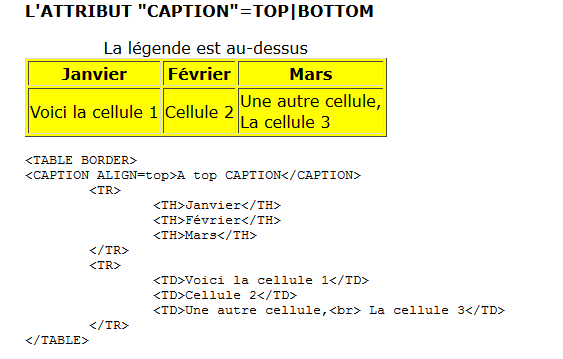 L'ATTRIBUT "CAPTION"=TOP|BOTTOM
La légende est au-dessus
Janvier Février Mars
Voici la cellule 1 Cellule 2 Une autre cellule,
La cellule 3
<TABLE BORDER>
<CAPTION ALIGN=top>A top CAPTION</CAPTION>
<TR>
<TH>Janvier</TH>
<TH>Février</TH>
<TH>Mars</TH>
</TR>
<TR>
<TD>Voici la cellule 1</TD>
<TD>Cellule 2</TD>
<TD>Une autre cellule,<br> La cellule 3</TD>
</TR>
</TABLE>